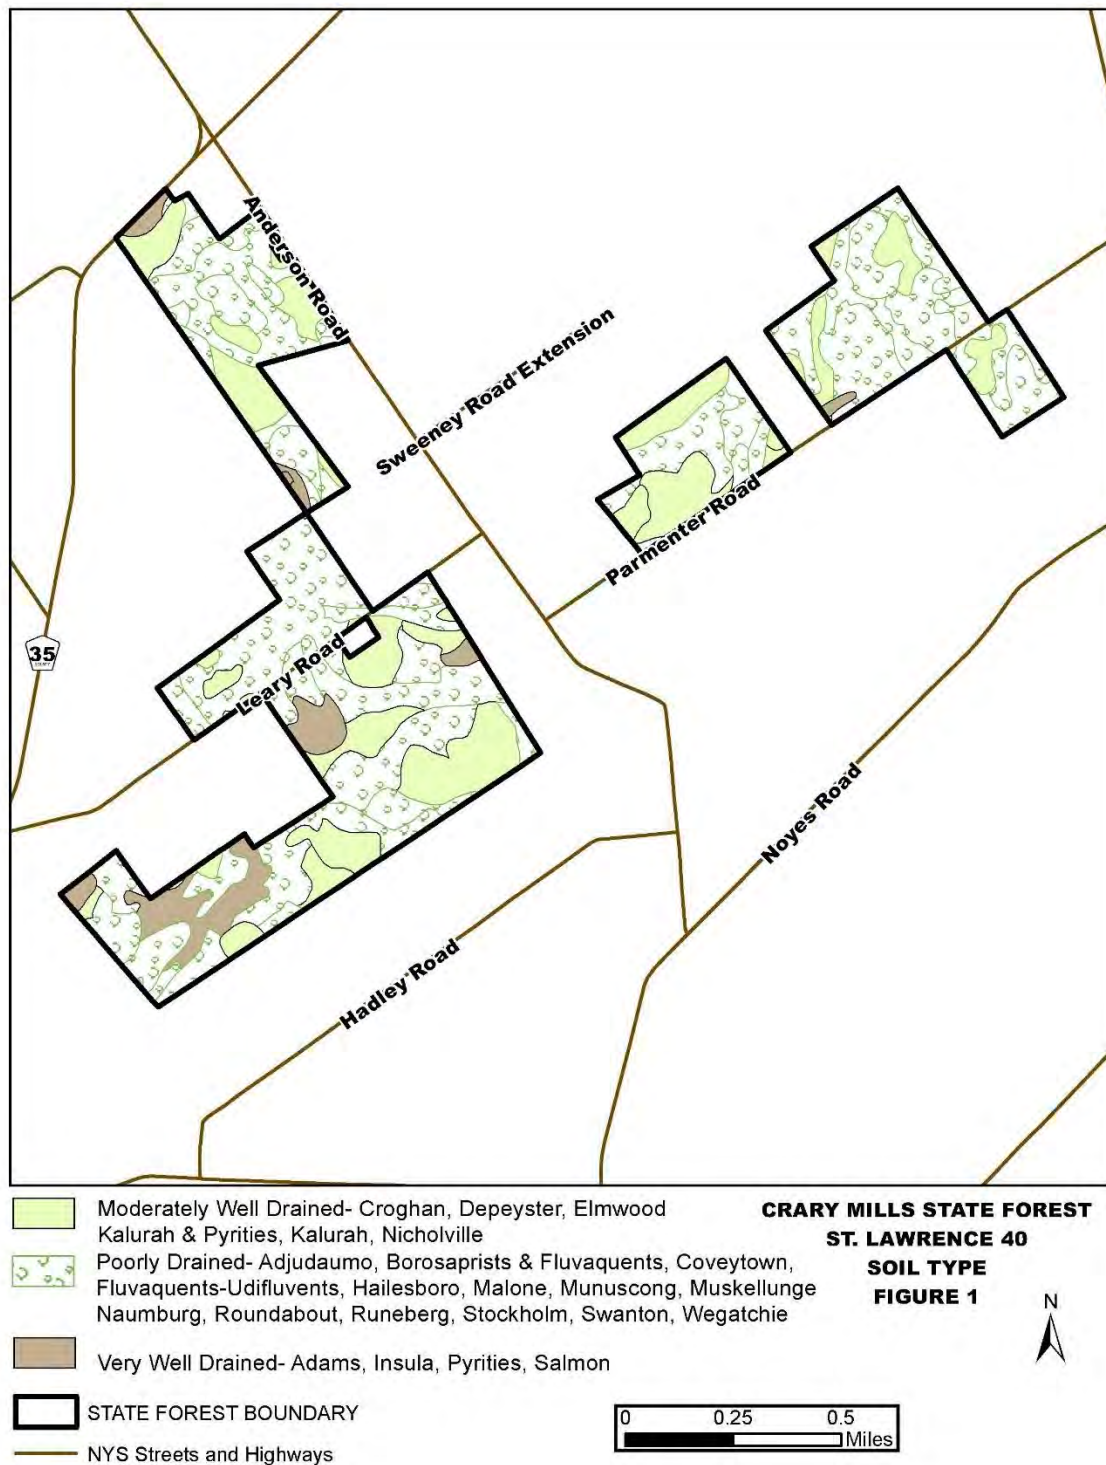 Anderson Road
Sweeney Road Extension
Parmenter Road
35
Leary Road
Noyes Road
Hadley Road
Moderately Well Drained- Croghan, Depeyster, Elmwood
Kalurah & Pyrities, Kalurah, Nicholville
Poorly Drained- Adjudaumo, Borosaprists & Fluvaquents, Coveytown,
Fluvaquents-Udifluvents, Hailesboro, Malone, Munuscong, Muskellunge
Naumburg, Roundabout, Runeberg, Stockholm, Swanton, Wegatchie
Very Well Drained- Adams, Insula, Pyrities, Salmon
STATE FOREST BOUNDARY
NYS Streets and Highways
CRARY MILLS STATE FOREST
ST. LAWRENCE 40
SOIL TYPE
FIGURE 1
N
0 0.25 0.5
Miles